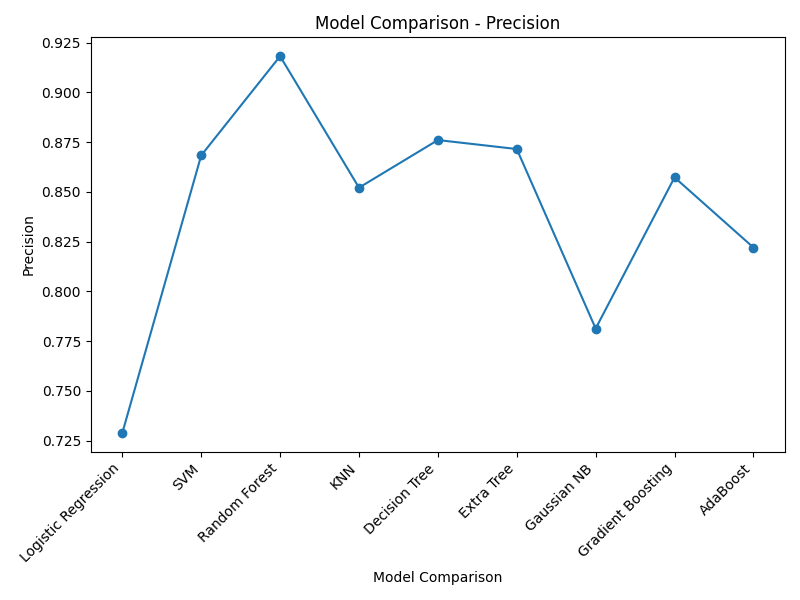 Model Comparison - Precision
Precision
0.925
0.900
0.875
0.850
0.825
0.800
0.775
0.750
0.725
Logistic Regression
SVM
Random Forest
KNN
Decision Tree
Extra Tree
Gaussian NB
Gradient Boosting
AdaBoost
Model Comparison